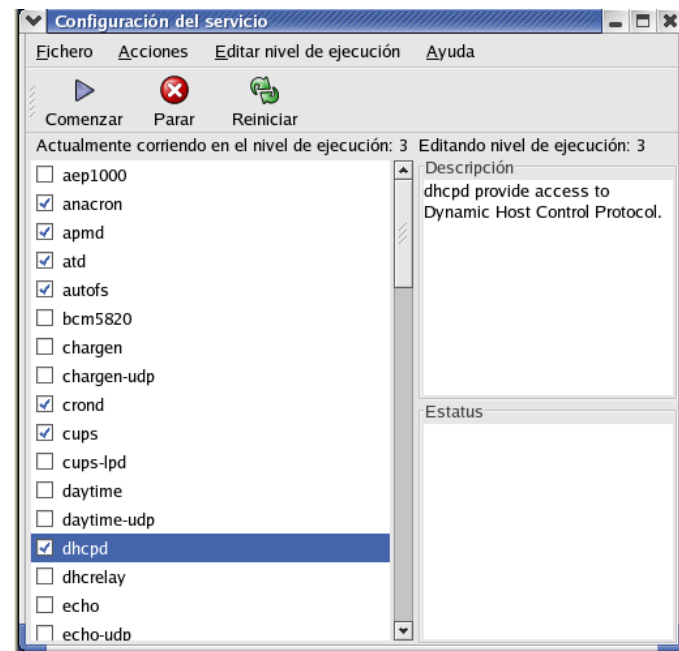 Configuración del servicio
Fichero Acciones Editar nivel de ejecución Ayuda
Comenzar Parar Reiniciar
Actualmente corriendo en el nivel de ejecución: 3 Editando nivel de ejecución: 3
Descripción
dhcpd provide access to
Dynamic Host Control Protocol.
aep1000
anacron
apmd
atd
autofs
bcm5820
chargen
chargen-udp
crond
cups
cups-lpd
daytime
daytime-udp
dhcpd
dhcrelay
echo
echo-udp
Estatus